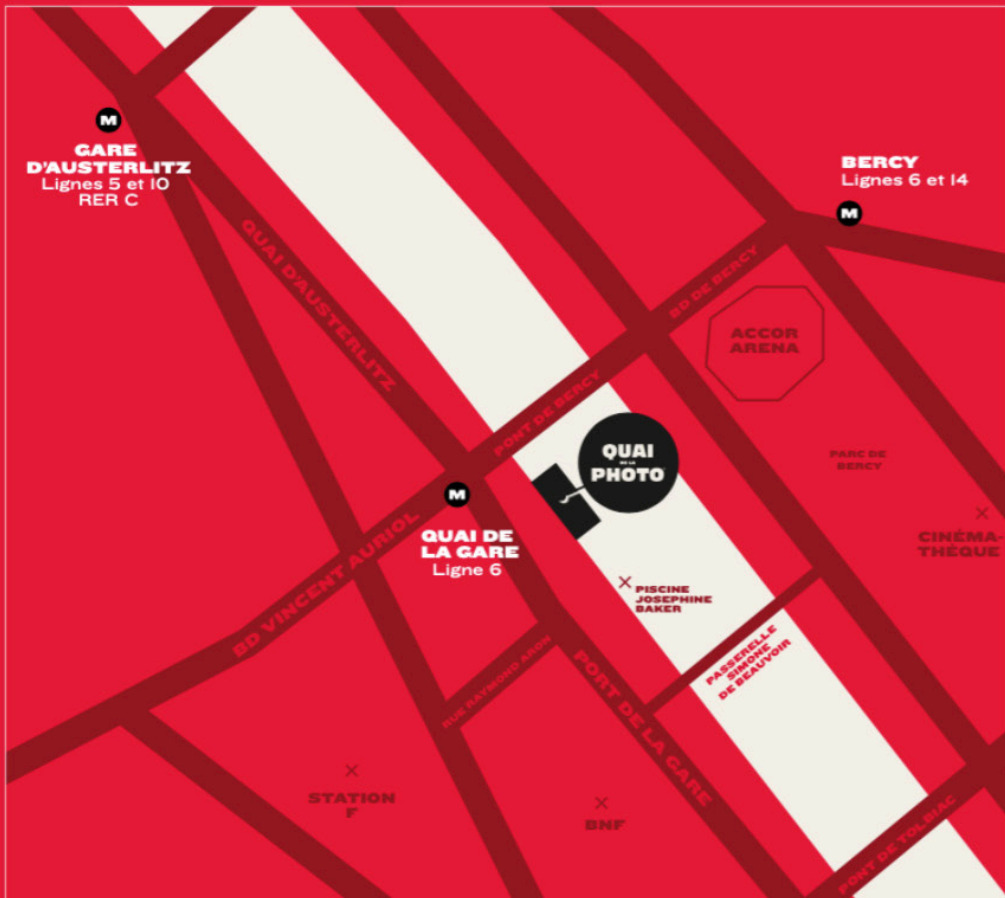 M
GARE
D'AUSTERLITZ
Lignes 5 et 10
RER C
BERCY
Lignes 6 et 14
M
QUAI D'AUSTERLITZ
BD DE BERCY
ACCOR
ARENA
PONT DE BERCY
QUAI
DE LA
PHOTO
PARC DE
BERCY
M
QUAI DE
LA GARE
Ligne 6
CINÉMA-
THÈQUE
BD VINCENT AURIOL
PISCINE
JOSEPHINE
BAKER
PASSERELLE
SIMONE
DE BEAUVOIR
RUE RAYMOND ARON
PORT DE LA GARE
STATION
F
BNF
PONT DE TOLBIAC